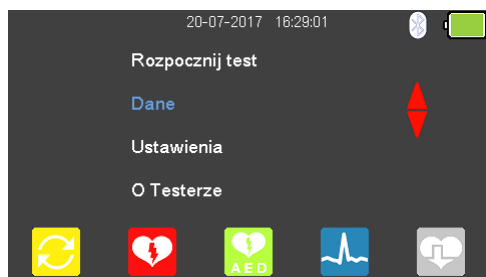 20-07-2017 16:29:01
Rozpocznij test
Dane
Ustawienia
O Testerze
AED